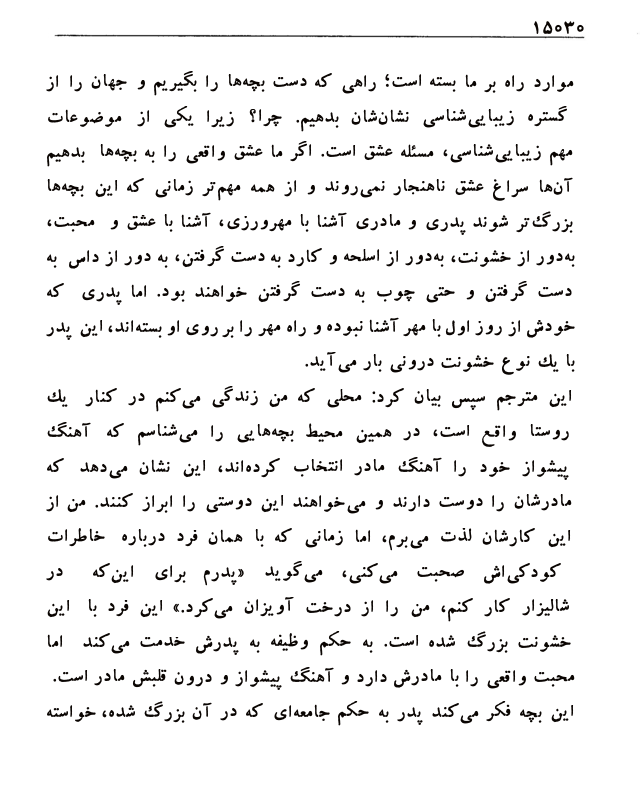 ۱۵۰۳۰
موارد راه بر ما بسته است؛ راهی که دست بچه‌ها را بگیریم و جهان را از
گستره زیبایی‌شناسی نشان‌شان بدهیم. چرا؟ زیرا یکی از موضوعات
مهم زیبایی‌شناسی، مسئله عشق است. اگر ما عشق واقعی را به بچه‌ها بدهیم
آن‌ها سراغ عشق ناهنجار نمی‌روند و از همه مهم‌تر زمانی که این بچه‌ها
بزرگ‌تر شوند پدری و مادری آشنا با مهرورزی، آشنا با عشق و محبت،
به‌دور از خشونت، به‌دور از اسلحه و کارد به دست گرفتن، به دور از داس به
دست گرفتن و حتی چوب به دست گرفتن خواهند بود. اما پدری که
خودش از روز اول با مهر آشنا نبوده و راه مهر را بر روی او بسته‌اند، این پدر
با یک نوع خشونت درونی بار می‌آید.
این مترجم سپس بیان کرد: محلی که من زندگی می‌کنم در کنار یک
روستا واقع است، در همین محیط بچه‌هایی را می‌شناسم که آهنگ
پیشواز خود را آهنگ مادر انتخاب کرده‌اند، این نشان می‌دهد که
مادرشان را دوست دارند و می‌خواهند این دوستی را ابراز کنند. من از
این کارشان لذت می‌برم، اما زمانی که با همان فرد درباره خاطرات
کودکی‌اش صحبت می‌کنی، می‌گوید «پدرم برای این‌که در
شالیزار کار کنم، من را از درخت آویزان می‌کرد.» این فرد با این
خشونت بزرگ شده است. به حکم وظیفه به پدرش خدمت می‌کند اما
محبت واقعی را با مادرش دارد و آهنگ پیشواز و درون قلبش مادر است.
این بچه فکر می‌کند پدر به حکم جامعه‌ای که در آن بزرگ شده، خواسته